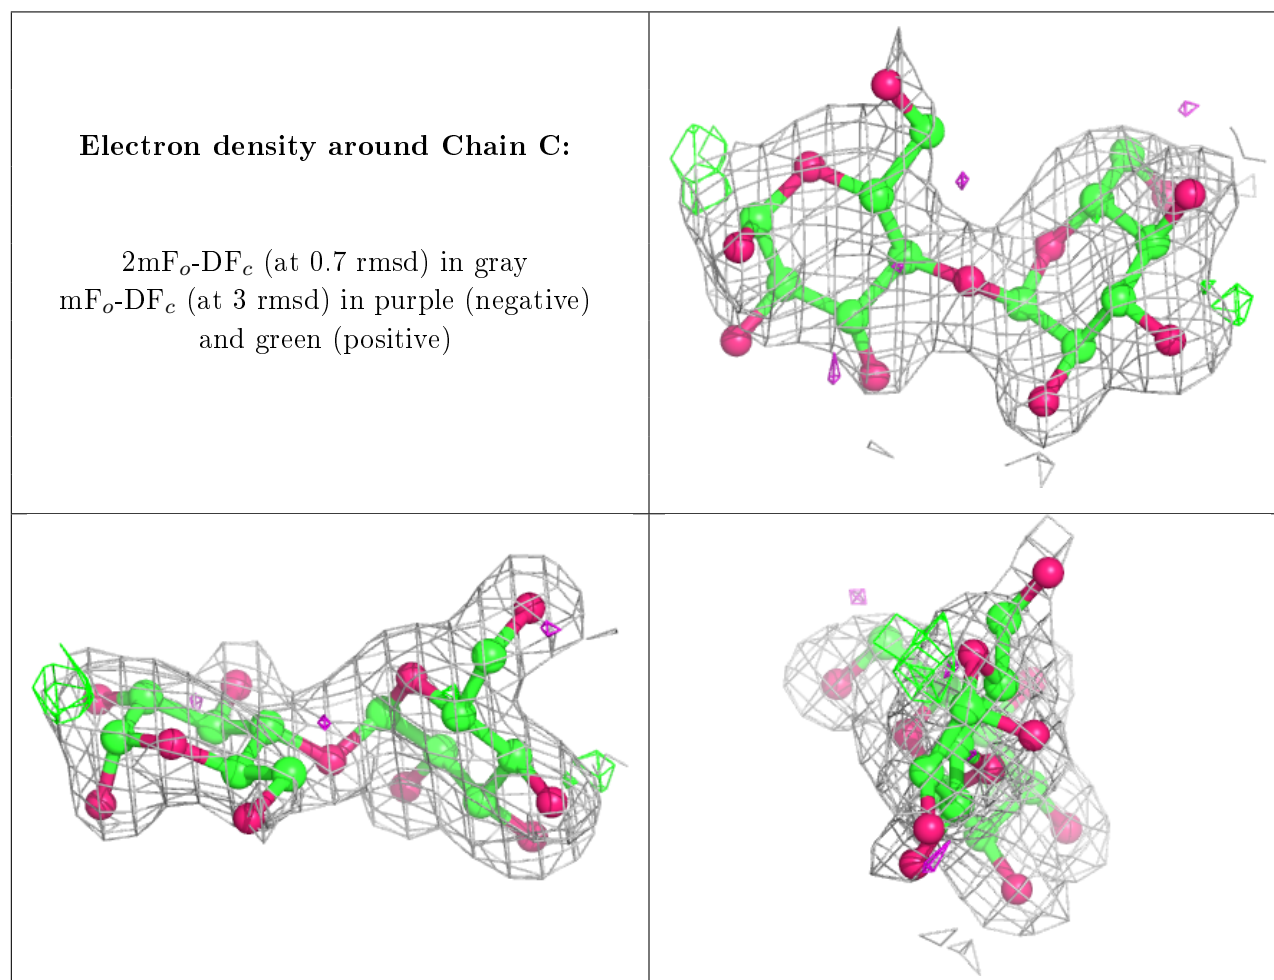 Electron density around Chain C:
2mFₒ-DF𝒸 (at 0.7 rmsd) in gray
mFₒ-DF𝒸 (at 3 rmsd) in purple (negative)
and green (positive)